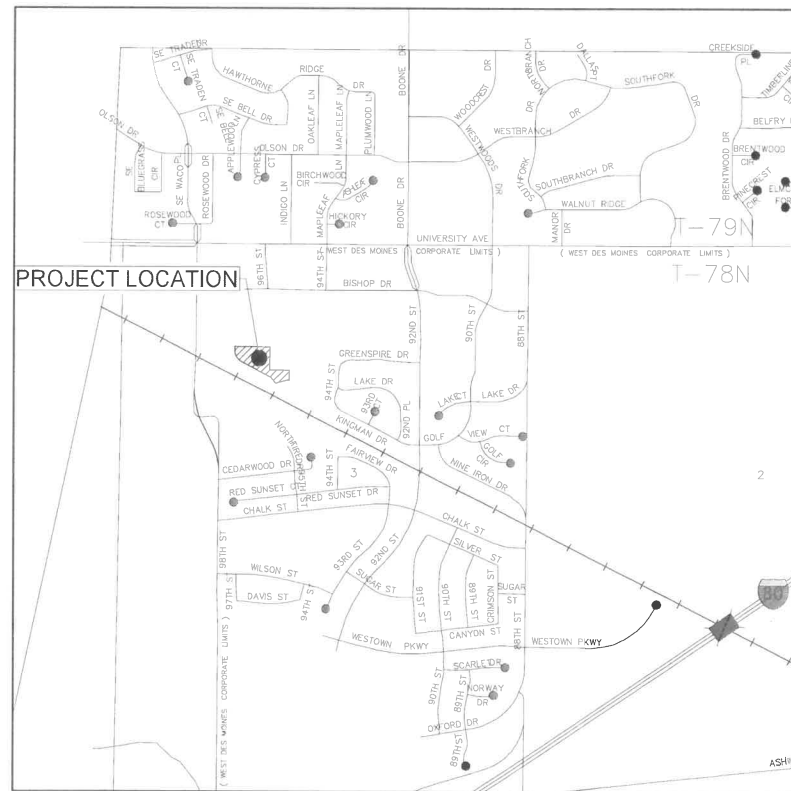 SE TRADEN DR
SE TRADEN CT
HAWTHORNE RIDGE DR
SE BELL DR
OLSON DR
SE BLUEGRASS CIR
SE WACO PL
ROSEWOOD DR
ROSEWOOD CT
APPLEWOOD LN
CYPRESS CT
OLSON DR
INDIGO LN
OAKLEAF LN
MAPLELEAF LN
PLUMWOOD LN
BIRCHWOOD CIR
MAPLELEAF LN
HICKORY CIR
BOONE DR
BOONE DR
WOODCREST DR
WESTWOODS DR
NORTHBRANCH DR
DALLAS PT
WESTBRANCH DR
SOUTHFORK DR
SOUTHFORK DR
SOUTHBRANCH DR
WALNUT RIDGE
MANOR DR
CREEKSIDE PL
BELFRY
BRENTWOOD DR
BRENTWOOD CIR
PINECREST CIR
UNIVERSITY AVE
( WEST DES MOINES CORPORATE LIMITS )
( WEST DES MOINES CORPORATE LIMITS )
T-79N
T-78N
PROJECT LOCATION
96TH ST
94TH ST
BISHOP DR
92ND ST
90TH ST
88TH ST
GREENSPIRE DR
94TH ST
LAKE DR
93RD CT
KINGMAN DR
92ND PL
LAKE CT
LAKE DR
GOLF VIEW CT
GOLF CIR
NINE IRON DR
CEDARWOOD DR
95TH ST
94TH ST
FAIRVIEW DR
3
2
RED SUNSET CT
RED SUNSET DR
CHALK ST
CHALK ST
98TH ST
97TH ST
WILSON ST
DAVIS ST
94TH ST
93RD ST
92ND ST
SUGAR ST
SILVER ST
91ST ST
90TH ST
89TH ST
CRIMSON ST
SUGAR ST
CANYON ST
88TH ST
WESTOWN PKWY
WESTOWN PKWY
80
SCARLET DR
NORWAY DR
90TH ST
89TH ST
OXFORD DR
89TH ST
( WEST DES MOINES CORPORATE LIMITS )